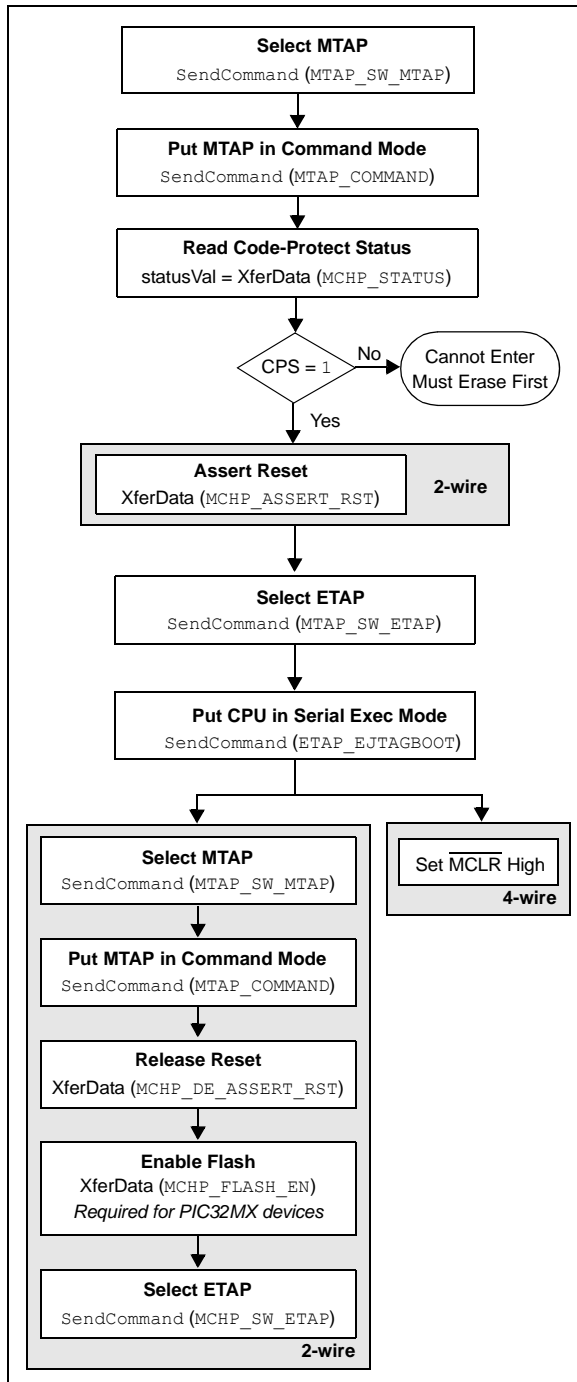 Select MTAP
SendCommand (MTAP_SW_MTAP)
Put MTAP in Command Mode
SendCommand (MTAP_COMMAND)
Read Code-Protect Status
statusVal = XferData (MCHP_STATUS)
CPS = 1
No
Cannot Enter
Must Erase First
Yes
Assert Reset
XferData (MCHP_ASSERT_RST)
2-wire
Select ETAP
SendCommand (MTAP_SW_ETAP)
Put CPU in Serial Exec Mode
SendCommand (ETAP_EJTAGBOOT)
Select MTAP
SendCommand (MTAP_SW_MTAP)
Put MTAP in Command Mode
SendCommand (MTAP_COMMAND)
Release Reset
XferData (MCHP_DE_ASSERT_RST)
Enable Flash
XferData (MCHP_FLASH_EN)
Required for PIC32MX devices
Select ETAP
SendCommand (MCHP_SW_ETAP)
2-wire
Set MCLR High
4-wire